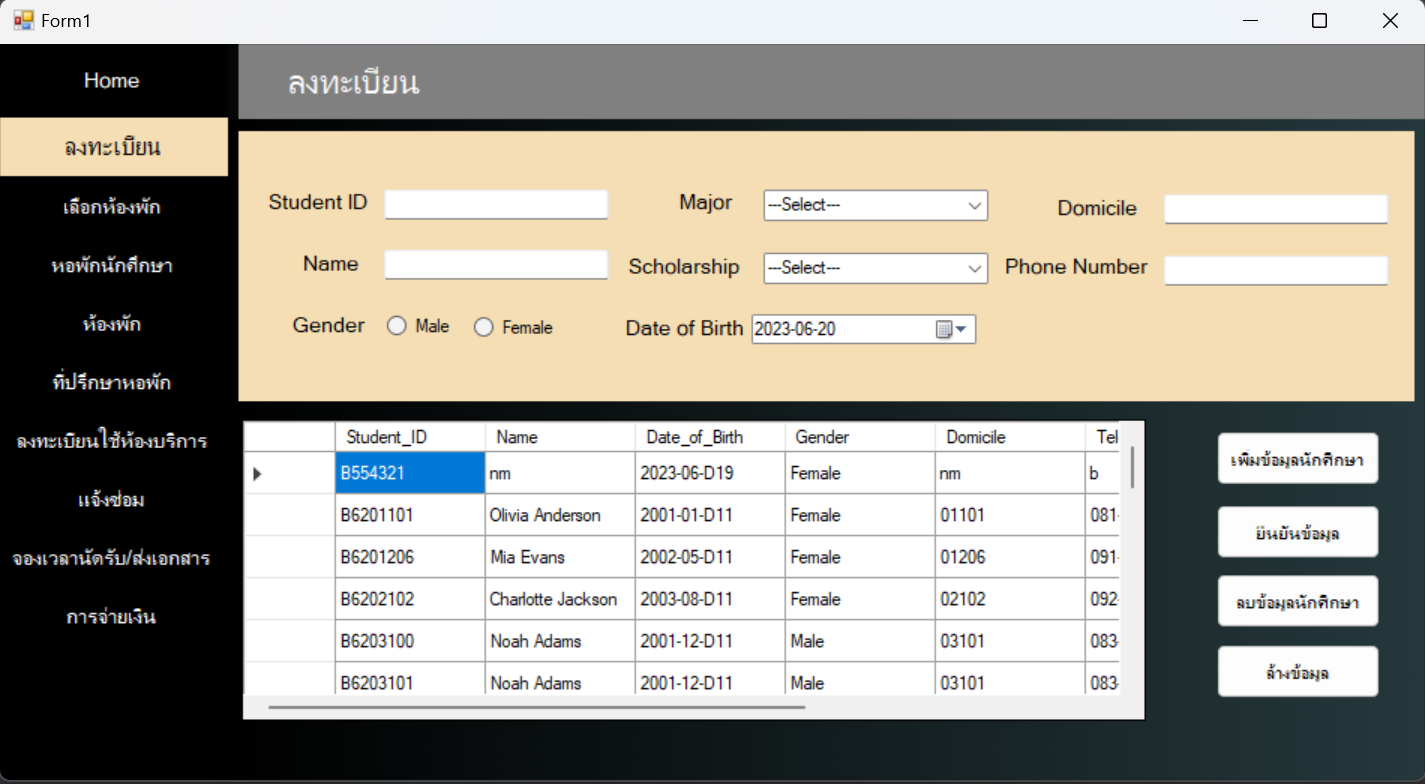 Form1
Home
ลงทะเบียน
เลือกห้องพัก
หอพักนักศึกษา
ห้องพัก
ที่ปรึกษาหอพัก
ลงทะเบียนใช้ห้องบริการ
แจ้งซ่อม
จองเวลานัดรับ/ส่งเอกสาร
การจ่ายเงิน
ลงทะเบียน
Student ID Major ---Select--- Domicile
Name Scholarship ---Select--- Phone Number
Gender Male Female Date of Birth 2023-06-20
Student_ID Name Date_of_Birth Gender Domicile Tel
B554321 nm 2023-06-D19 Female nm b
B6201101 Olivia Anderson 2001-01-D11 Female 01101 081-
B6201206 Mia Evans 2002-05-D11 Female 01206 091-
B6202102 Charlotte Jackson 2003-08-D11 Female 02102 092-
B6203100 Noah Adams 2001-12-D11 Male 03101 083-
B6203101 Noah Adams 2001-12-D11 Male 03101 083-
เพิ่มข้อมูลนักศึกษา
ยืนยันข้อมูล
ลบข้อมูลนักศึกษา
ล้างข้อมูล